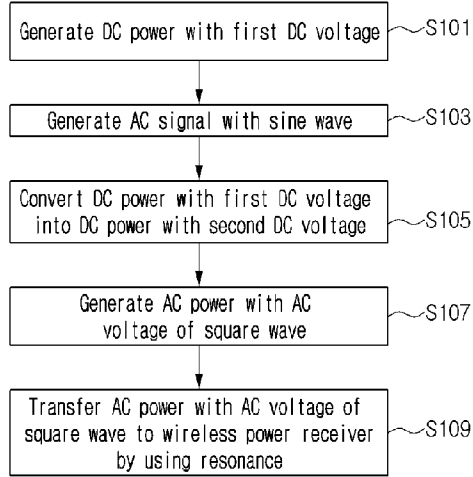 Generate DC power with first DC voltage
S101
Generate AC signal with sine wave
S103
Convert DC power with first DC voltage
into DC power with second DC voltage
S105
Generate AC power with AC
voltage of square wave
S107
Transfer AC power with AC voltage of
square wave to wireless power receiver
by using resonance
S109